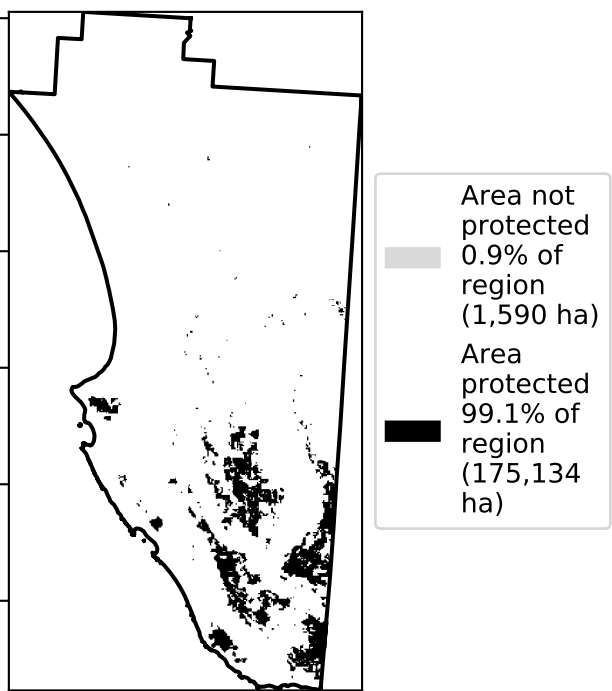 Area not
protected
0.9% of
region
(1,590 ha)
Area
protected
99.1% of
region
(175,134
ha)